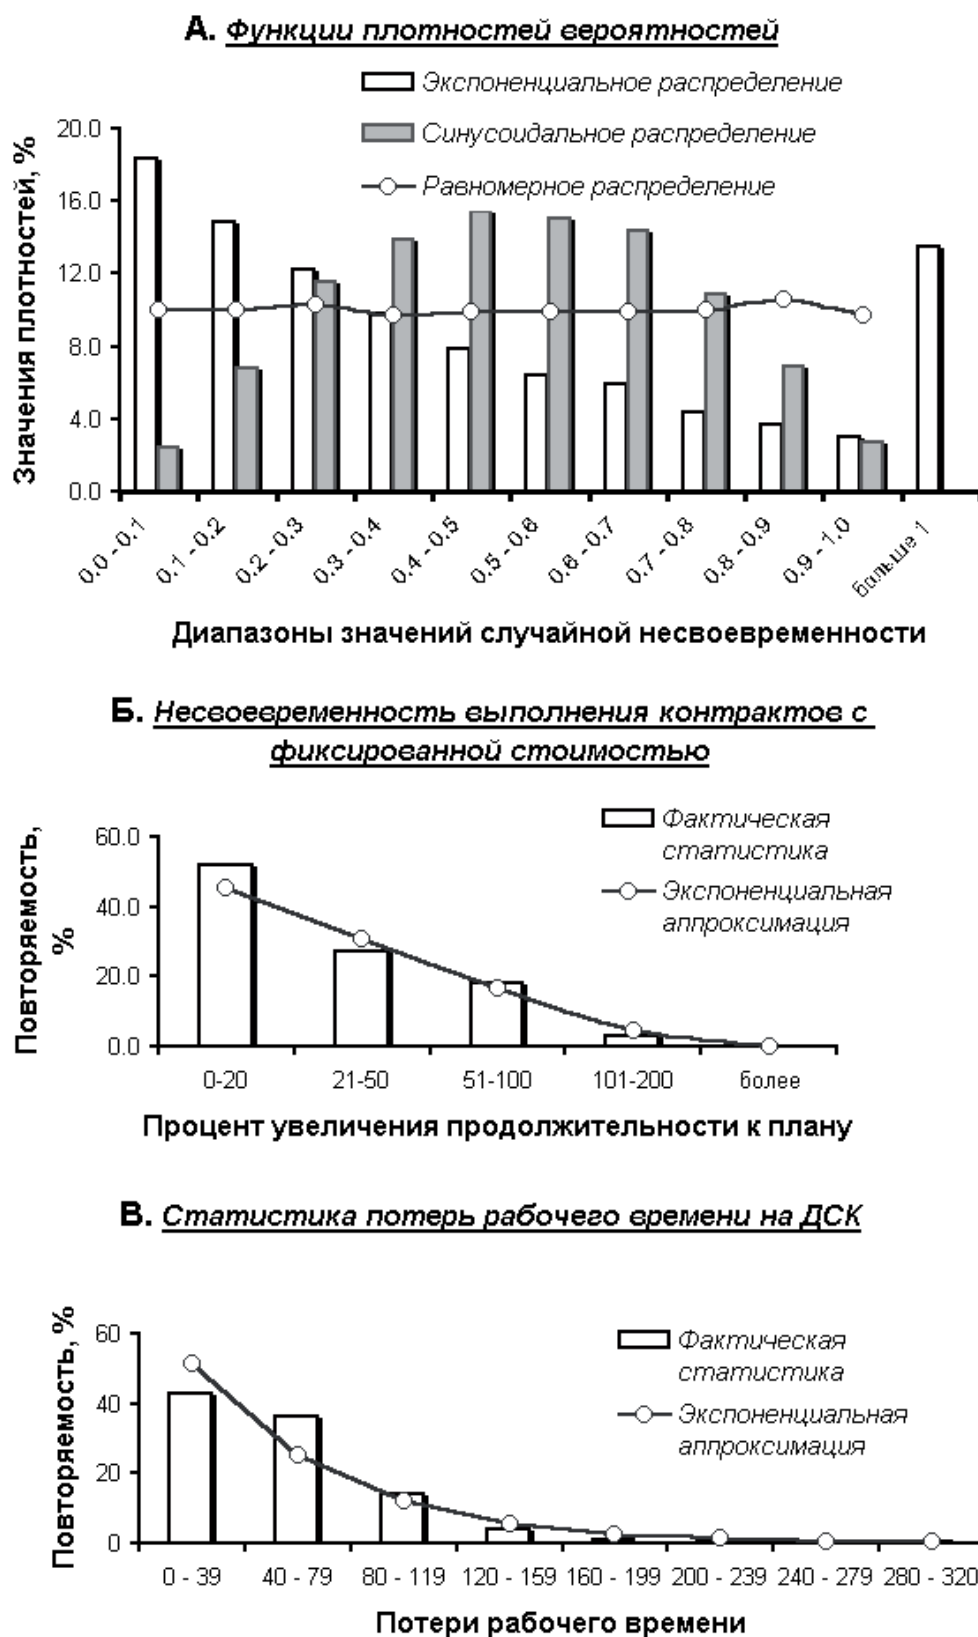 А. Функции плотностей вероятностей
Экспоненциальное распределение
Синусоидальное распределение
Равномерное распределение
Значения плотностей, %
20.0
16.0
12.0
8.0
4.0
0.0
0,0 - 0,1
0,1 - 0,2
0,2 - 0,3
0,3 - 0,4
0,4 - 0,5
0,5 - 0,6
0,6 - 0,7
0,7 - 0,8
0,8 - 0,9
0,9 - 1,0
больше 1
Диапазоны значений случайной несвоевременности
Б. Несвоевременность выполнения контрактов с
фиксированной стоимостью
Фактическая
статистика
Экспоненциальная
аппроксимация
Повторяемость,
%
60.0
40.0
20.0
0.0
0-20
21-50
51-100
101-200
более
Процент увеличения продолжительности к плану
В. Статистика потерь рабочего времени на ДСК
Фактическая
статистика
Экспоненциальная
аппроксимация
Повторяемость, %
60
40
20
0
0 - 39
40 - 79
80 - 119
120 - 159
160 - 199
200 - 239
240 - 279
280 - 320
Потери рабочего времени